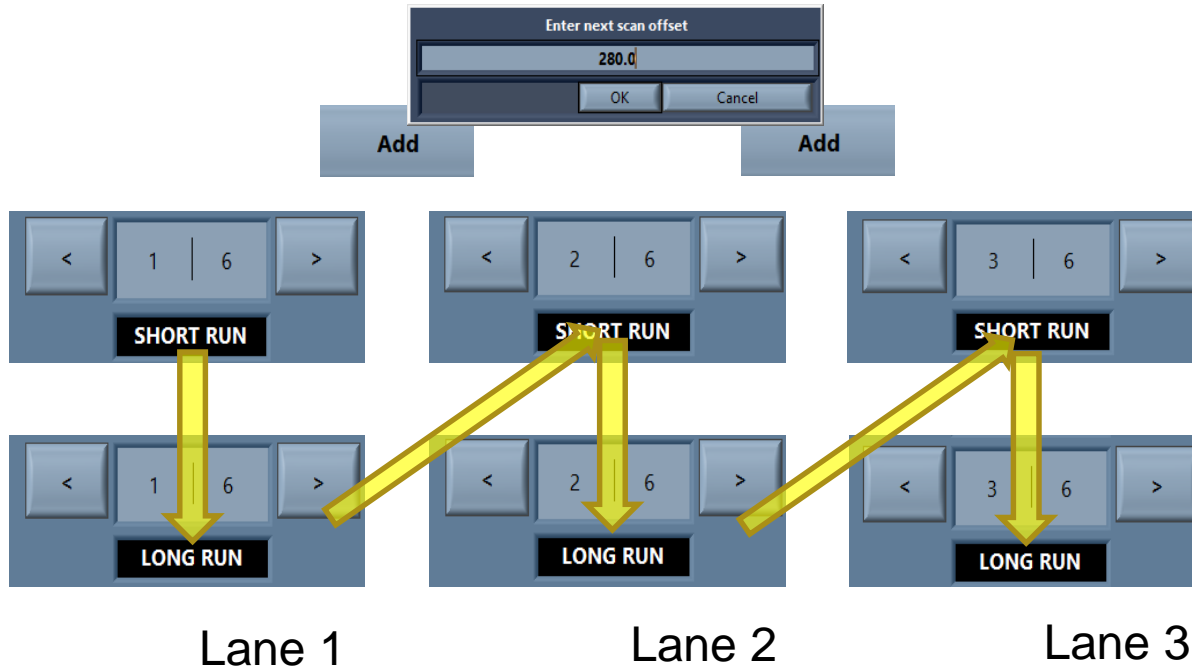 Enter next scan offset
280.0
OK Cancel
Add Add
< 1 6 > < 2 6 > < 3 6 >
SHORT RUN SHORT RUN SHORT RUN
< 1 6 > < 2 6 > < 3 6 >
LONG RUN LONG RUN LONG RUN
Lane 1 Lane 2 Lane 3